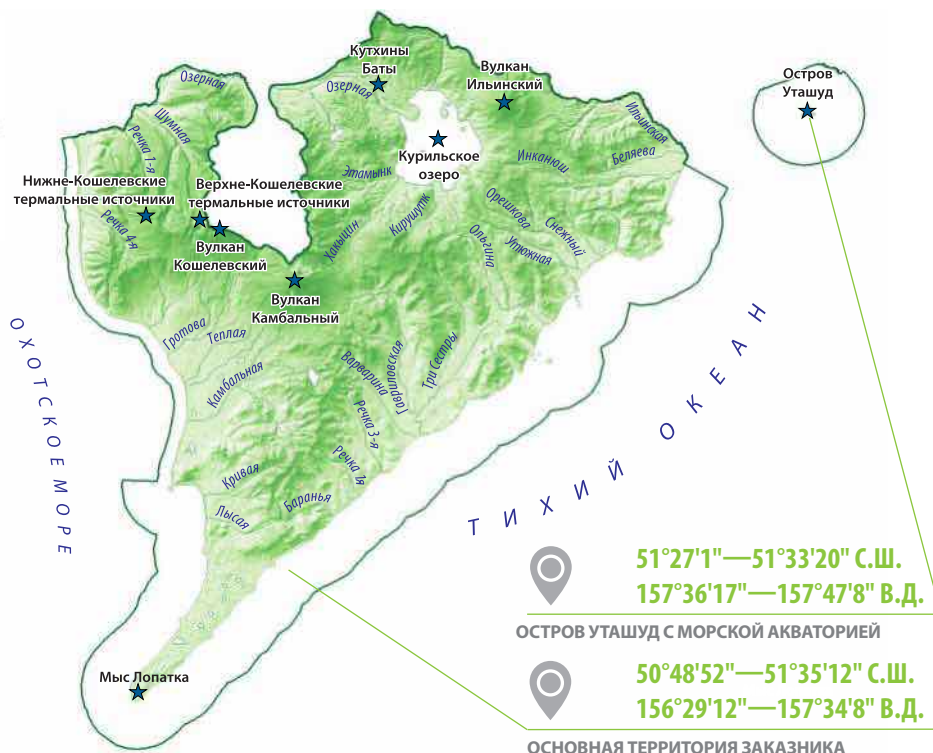 Кутхины
Баты
Вулкан
Ильинский
Остров
Уташуд
Озерная
Озерная
Шумная
Речка 1-я
Ильинская
Беляева
Инканюш
Курильское
озеро
Этамынк
Нижне-Кошелевские
термальные источники
Верхне-Кошелевские
термальные источники
Речка 4-я
Вулкан
Кошелевский
Хакыцин
Кирушутк
Орешкова
Снежный
Ольгина
Утюжная
Вулкан
Камбальный
Гротова
Теплая
Камбальная
Варварина
Гавриловская
Три Сестры
Речка 3-я
Речка 1я
Кривая
Баранья
Лысая
ОХОТСКОЕ МОРЕ
ТИХИЙ ОКЕАН
Мыс Лопатка
51°27'1"—51°33'20" С.Ш.
157°36'17"—157°47'8" В.Д.
ОСТРОВ УТАШУД С МОРСКОЙ АКВАТОРИЕЙ
50°48'52"—51°35'12" С.Ш.
156°29'12"—157°34'8" В.Д.
ОСНОВНАЯ ТЕРРИТОРИЯ ЗАКАЗНИКА